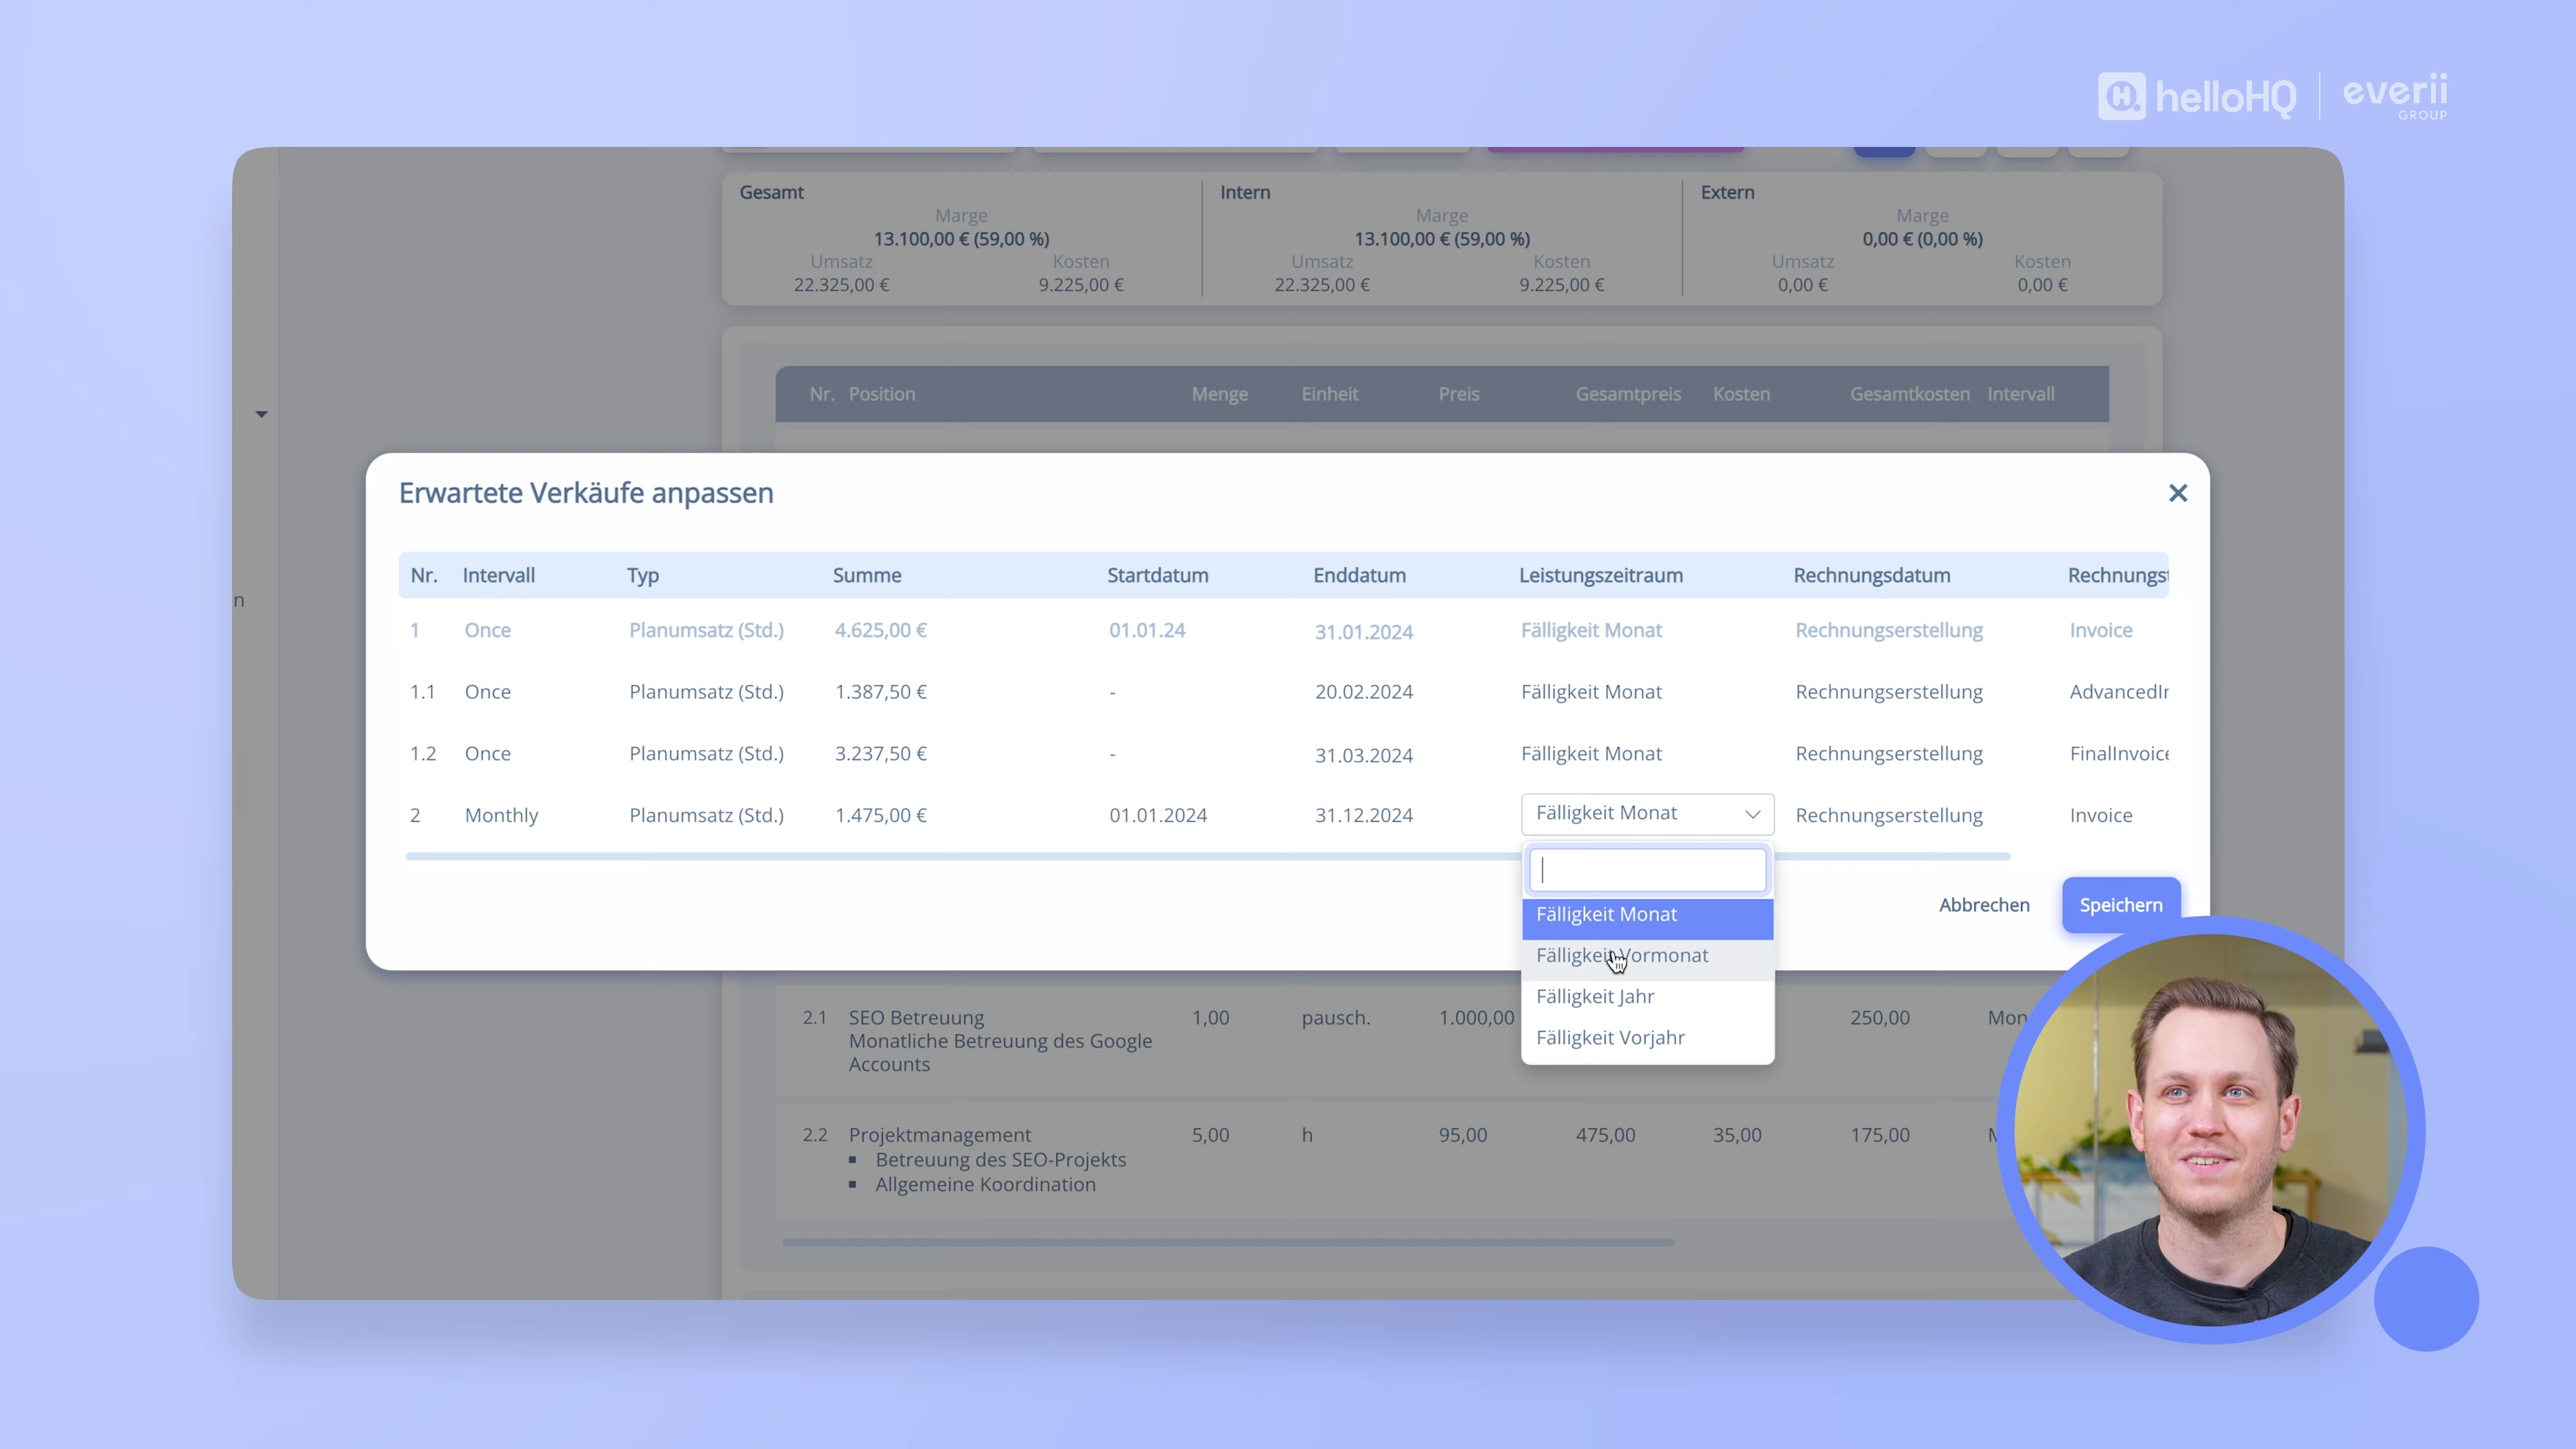 helloHQ everii GROUP
Gesamt Intern Extern
Marge Marge Marge
13.100,00 € (59,00 %) 13.100,00 € (59,00 %) 0,00 € (0,00 %)
Umsatz Kosten Umsatz Kosten Umsatz Kosten
22.325,00 € 9.225,00 € 22.325,00 € 9.225,00 € 0,00 € 0,00 €
Nr. Position Menge Einheit Preis Gesamtpreis Kosten Gesamtkosten Intervall
Erwartete Verkäufe anpassen
Nr. Intervall Typ Summe Startdatum Enddatum Leistungszeitraum Rechnungsdatum Rechnungst
n
1 Once Planumsatz (Std.) 4.625,00 € 01.01.24 31.01.2024 Fälligkeit Monat Rechnungserstellung Invoice
1.1 Once Planumsatz (Std.) 1.387,50 € - 20.02.2024 Fälligkeit Monat Rechnungserstellung AdvancedIn
1.2 Once Planumsatz (Std.) 3.237,50 € - 31.03.2024 Fälligkeit Monat Rechnungserstellung FinalInvoice
2 Monthly Planumsatz (Std.) 1.475,00 € 01.01.2024 31.12.2024 Fälligkeit Monat Rechnungserstellung Invoice
Fälligkeit Monat
Fälligkeit Vormonat
Fälligkeit Jahr
Fälligkeit Vorjahr
Abbrechen Speichern
2.1 SEO Betreuung 1,00 pausch. 1.000,00 250,00 Mon
Monatliche Betreuung des Google
Accounts
2.2 Projektmanagement 5,00 h 95,00 475,00 35,00 175,00
Betreuung des SEO-Projekts
Allgemeine Koordination